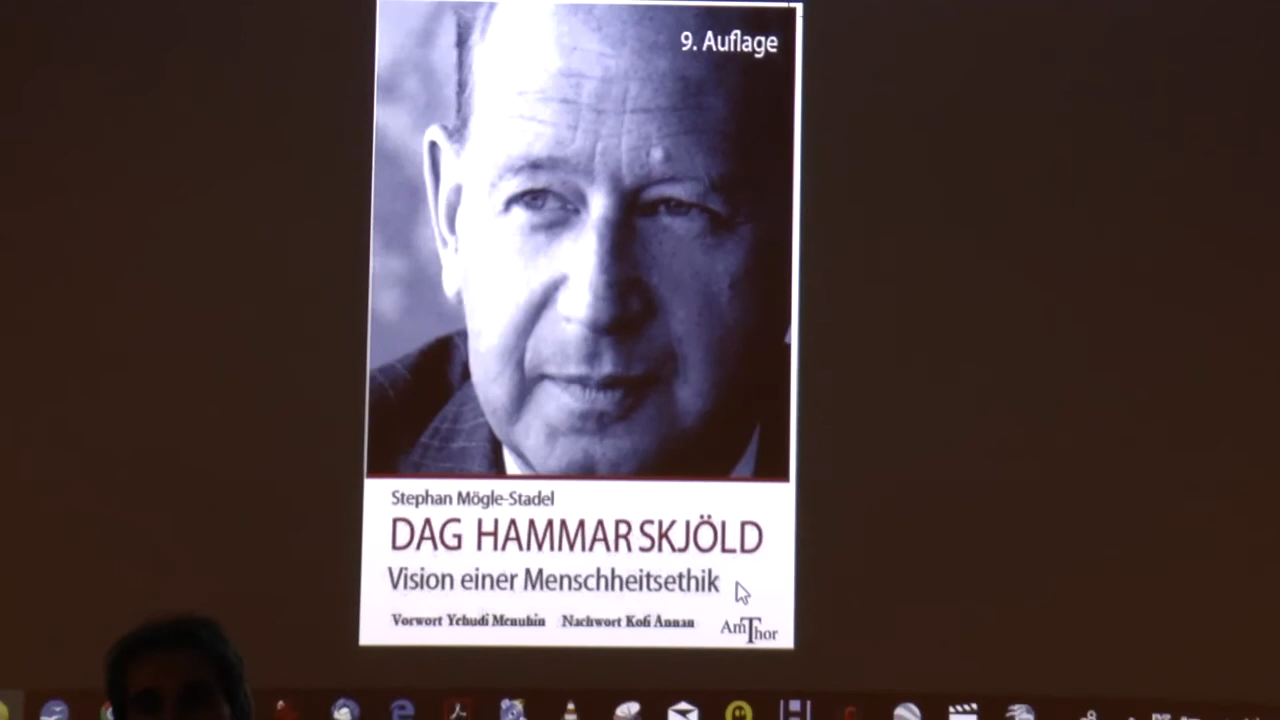 9. Auflage
Stephan Mögle-Stadel
DAG HAMMARSKJÖLD
Vision einer Menschheitsethik
Vorwort Yehudi Menuhin Nachwort Kofi Annan
AmThor